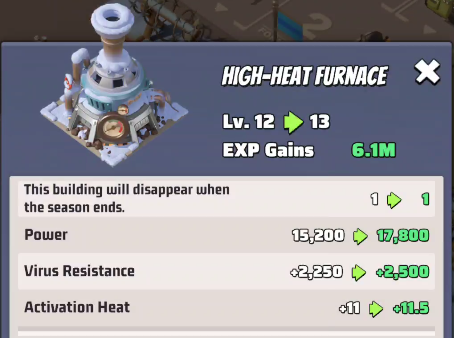 HIGH-HEAT FURNACE
Lv. 12 13
EXP Gains 6.1M
This building will disappear when
the season ends. 1 1
Power 15,200 17,800
Virus Resistance +2,250 +2,500
Activation Heat +11 +11.5